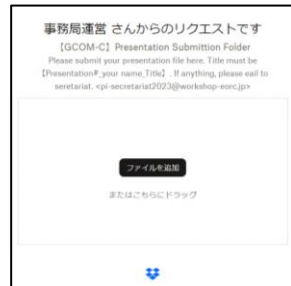 事務局運営 さんからのリクエストです
【GCOM-C】Presentation Submittion Folder
Please submit your presentation file here. Title must be
【Presentation#_your name_Title】. If anything, please eail to
seretariat. <pi-secretariat2023@workshop-eorc.jp>
ファイルを追加
またはこちらにドラッグ